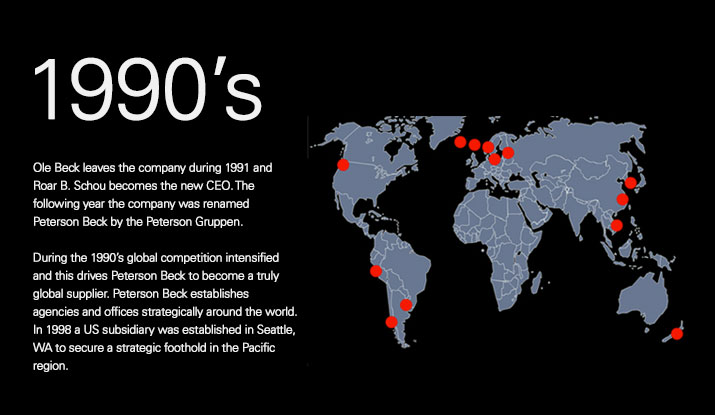 1990's
Ole Beck leaves the company during 1991 and
Roar B. Schou becomes the new CEO. The
following year the company was renamed
Peterson Beck by the Peterson Gruppen.
During the 1990's global competition intensified
and this drives Peterson Beck to become a truly
global supplier. Peterson Beck establishes
agencies and offices strategically around the world.
In 1998 a US subsidiary was established in Seattle,
WA to secure a strategic foothold in the Pacific
region.